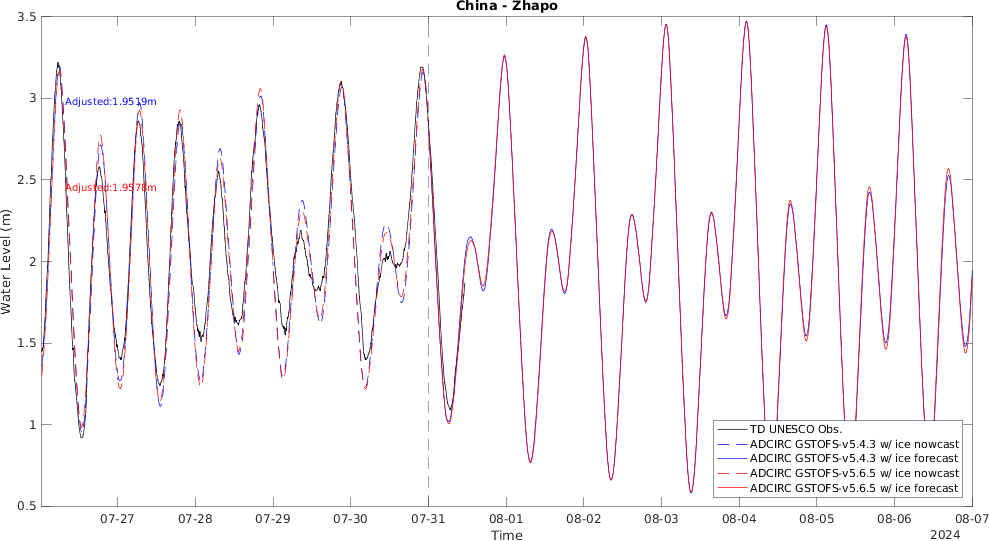 China - Zhapo
3.5
3
2.5
2
1.5
1
0.5
Water Level (m)
Adjusted:1.9519m
Adjusted:1.9578m
TD UNESCO Obs.
ADCIRC GSTOFS-v5.4.3 w/ ice nowcast
ADCIRC GSTOFS-v5.4.3 w/ ice forecast
ADCIRC GSTOFS-v5.6.5 w/ ice nowcast
ADCIRC GSTOFS-v5.6.5 w/ ice forecast
07-27 07-28 07-29 07-30 07-31 08-01 08-02 08-03 08-04 08-05 08-06 08-07
Time
2024